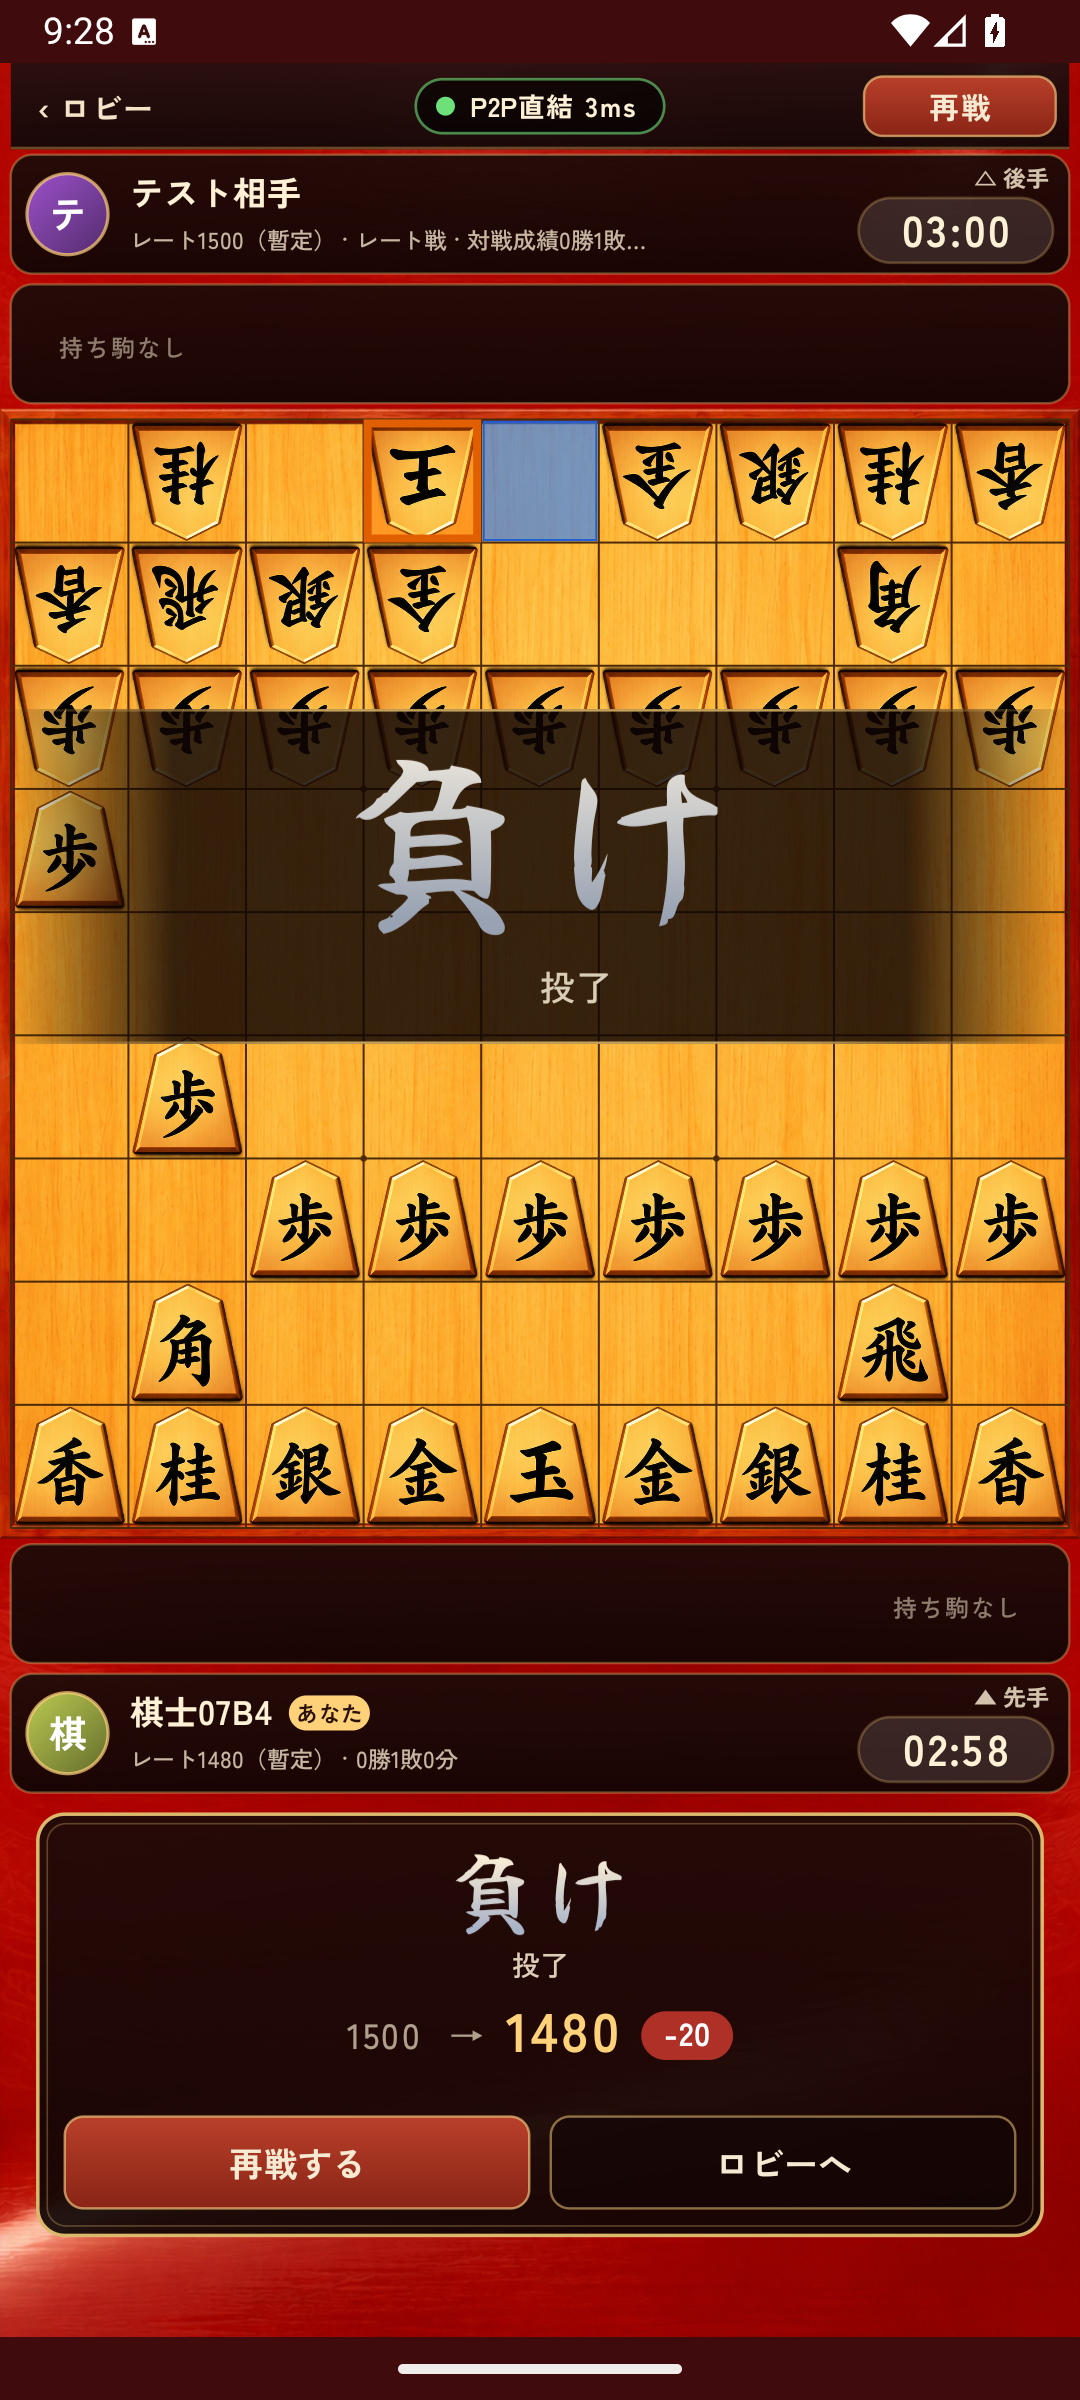 9:28 A
‹ ロビー
P2P直結 3ms
再戦
テ
テスト相手
レート1500（暫定）· レート戦 · 対戦成績0勝1敗...
△ 後手
03:00
持ち駒なし
桂 王 金 銀 桂 香
香 飛 銀 金 角
歩 歩 歩 歩 歩 歩 歩 歩 歩
歩
負け
投了
歩
歩 歩 歩 歩 歩 歩 歩
角 飛
香 桂 銀 金 玉 金 銀 桂 香
持ち駒なし
棋
棋士07B4 あなた
レート1480（暫定）· 0勝1敗0分
▲ 先手
02:58
負け
投了
1500 → 1480 -20
再戦する
ロビーへ